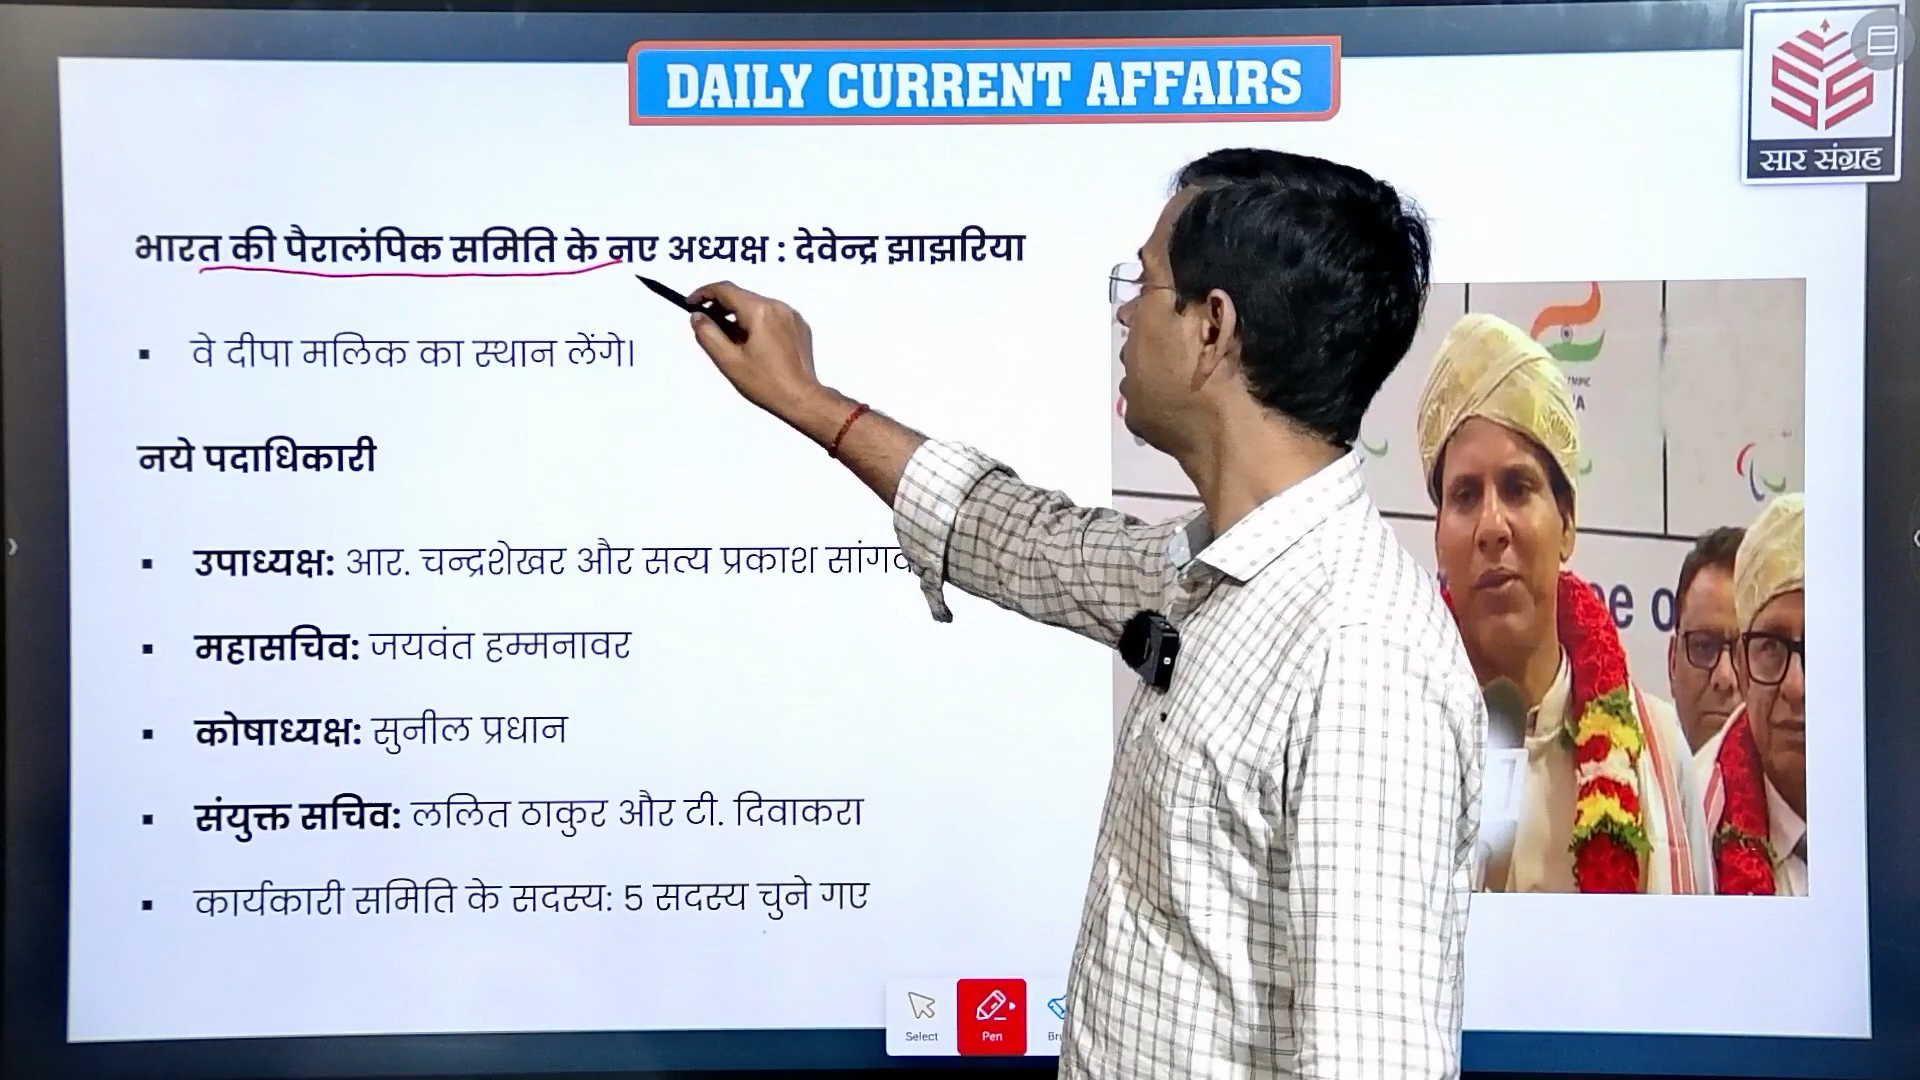 DAILY CURRENT AFFAIRS
सार संग्रह
भारत की पैरालंपिक समिति के नए अध्यक्ष : देवेन्द्र झाझरिया
▪ वे दीपा मलिक का स्थान लेंगे।
नये पदाधिकारी
▪ उपाध्यक्ष: आर. चन्द्रशेखर और सत्य प्रकाश
▪ महासचिव: जयवंत हम्मनावर
▪ कोषाध्यक्ष: सुनील प्रधान
▪ संयुक्त सचिव: ललित ठाकुर और टी. दिवाकरा
▪ कार्यकारी समिति के सदस्य: 5 सदस्य चुने गए
Select
Pen